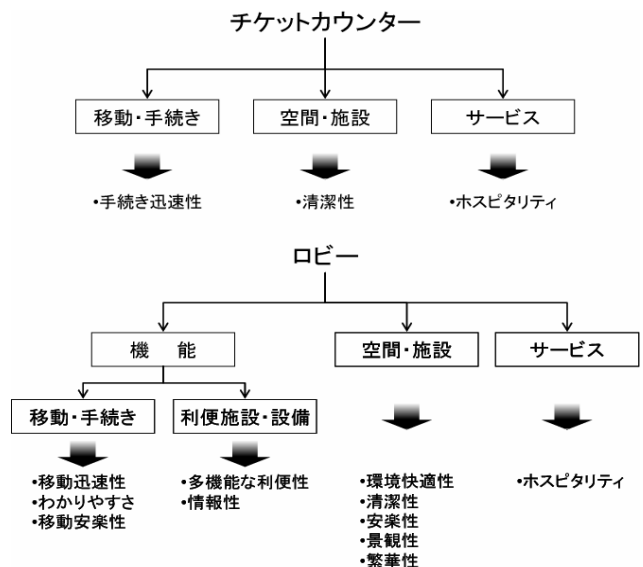 チケットカウンター
移動・手続き
空間・施設
サービス
•手続き迅速性
•清潔性
•ホスピタリティ
ロビー
機　能
空間・施設
サービス
移動・手続き
利便施設・設備
•移動迅速性
•わかりやすさ
•移動安楽性
•多機能な利便性
•情報性
•環境快適性
•清潔性
•安楽性
•景観性
•繁華性
•ホスピタリティ